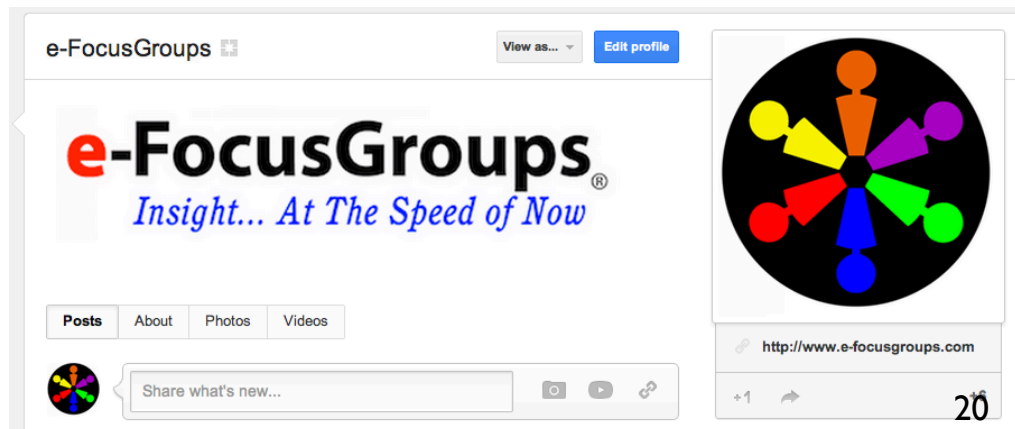 e-FocusGroups
View as...
Edit profile
e-FocusGroups®
Insight... At The Speed of Now
Posts About Photos Videos
http://www.e-focusgroups.com
Share what's new...
+1
20